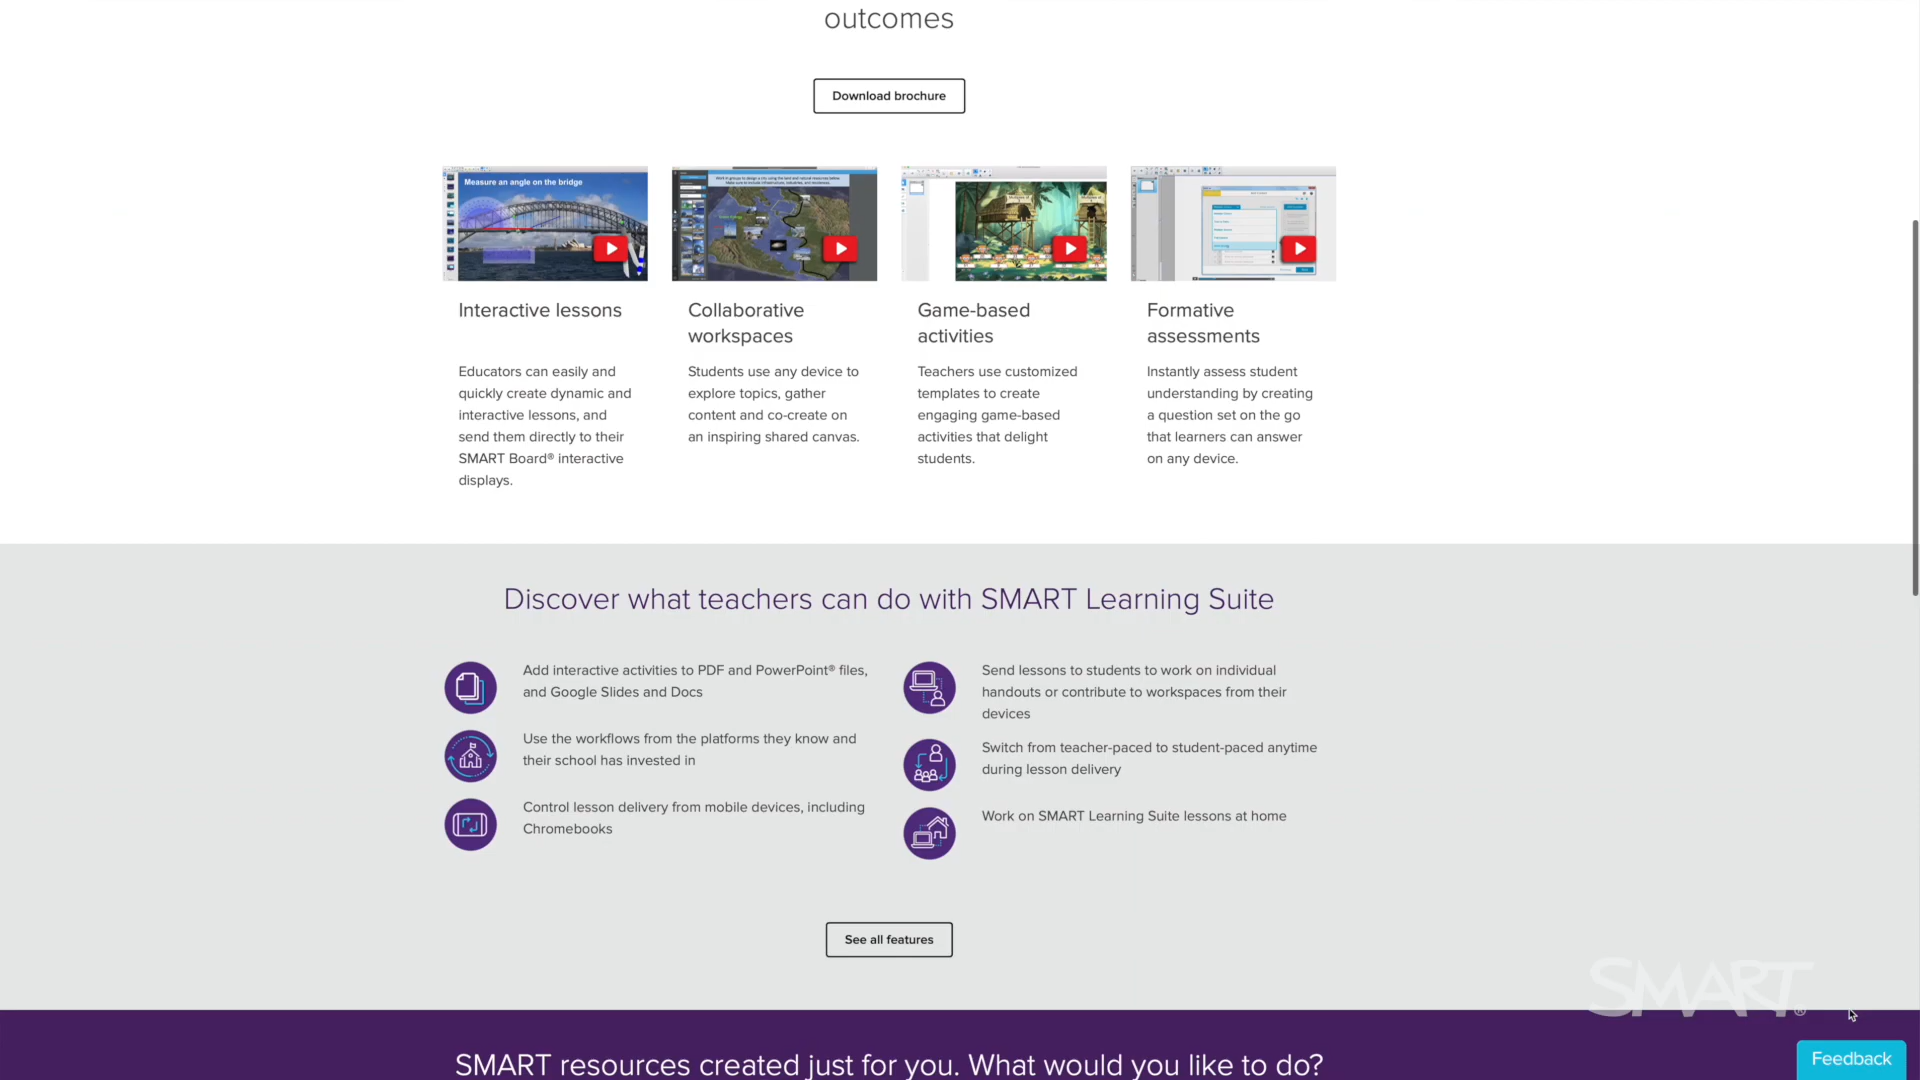 outcomes
Download brochure
Measure an angle on the bridge
Interactive lessons
Educators can easily and
quickly create dynamic and
interactive lessons, and
send them directly to their
SMART Board® interactive
displays.
Collaborative
workspaces
Students use any device to
explore topics, gather
content and co-create on
an inspiring shared canvas.
Game-based
activities
Teachers use customized
templates to create
engaging game-based
activities that delight
students.
Formative
assessments
Instantly assess student
understanding by creating
a question set on the go
that learners can answer
on any device.
Discover what teachers can do with SMART Learning Suite
Add interactive activities to PDF and PowerPoint® files,
and Google Slides and Docs
Use the workflows from the platforms they know and
their school has invested in
Control lesson delivery from mobile devices, including
Chromebooks
Send lessons to students to work on individual
handouts or contribute to workspaces from their
devices
Switch from teacher-paced to student-paced anytime
during lesson delivery
Work on SMART Learning Suite lessons at home
See all features
SMART®
SMART resources created just for you. What would you like to do?
Feedback